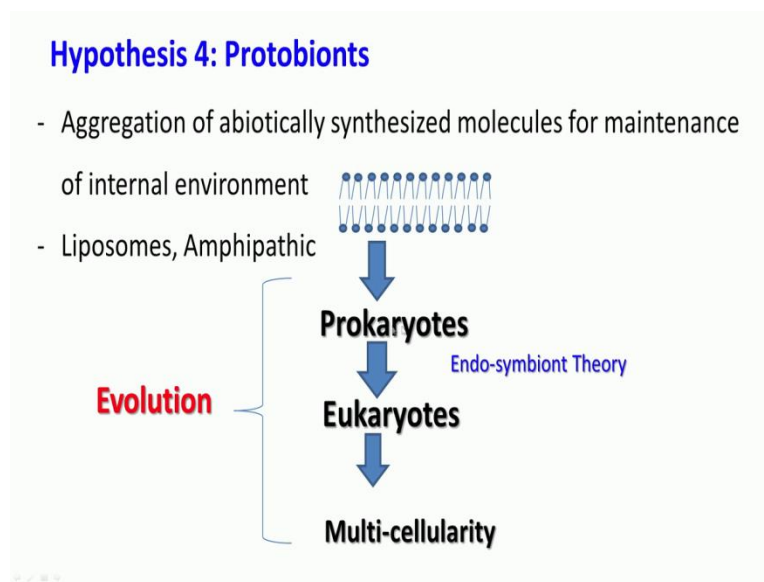 Hypothesis 4: Protobionts
- Aggregation of abiotically synthesized molecules for maintenance
of internal environment
- Liposomes, Amphipathic
Prokaryotes
Endo-symbiont Theory
Evolution
Eukaryotes
Multi-cellularity